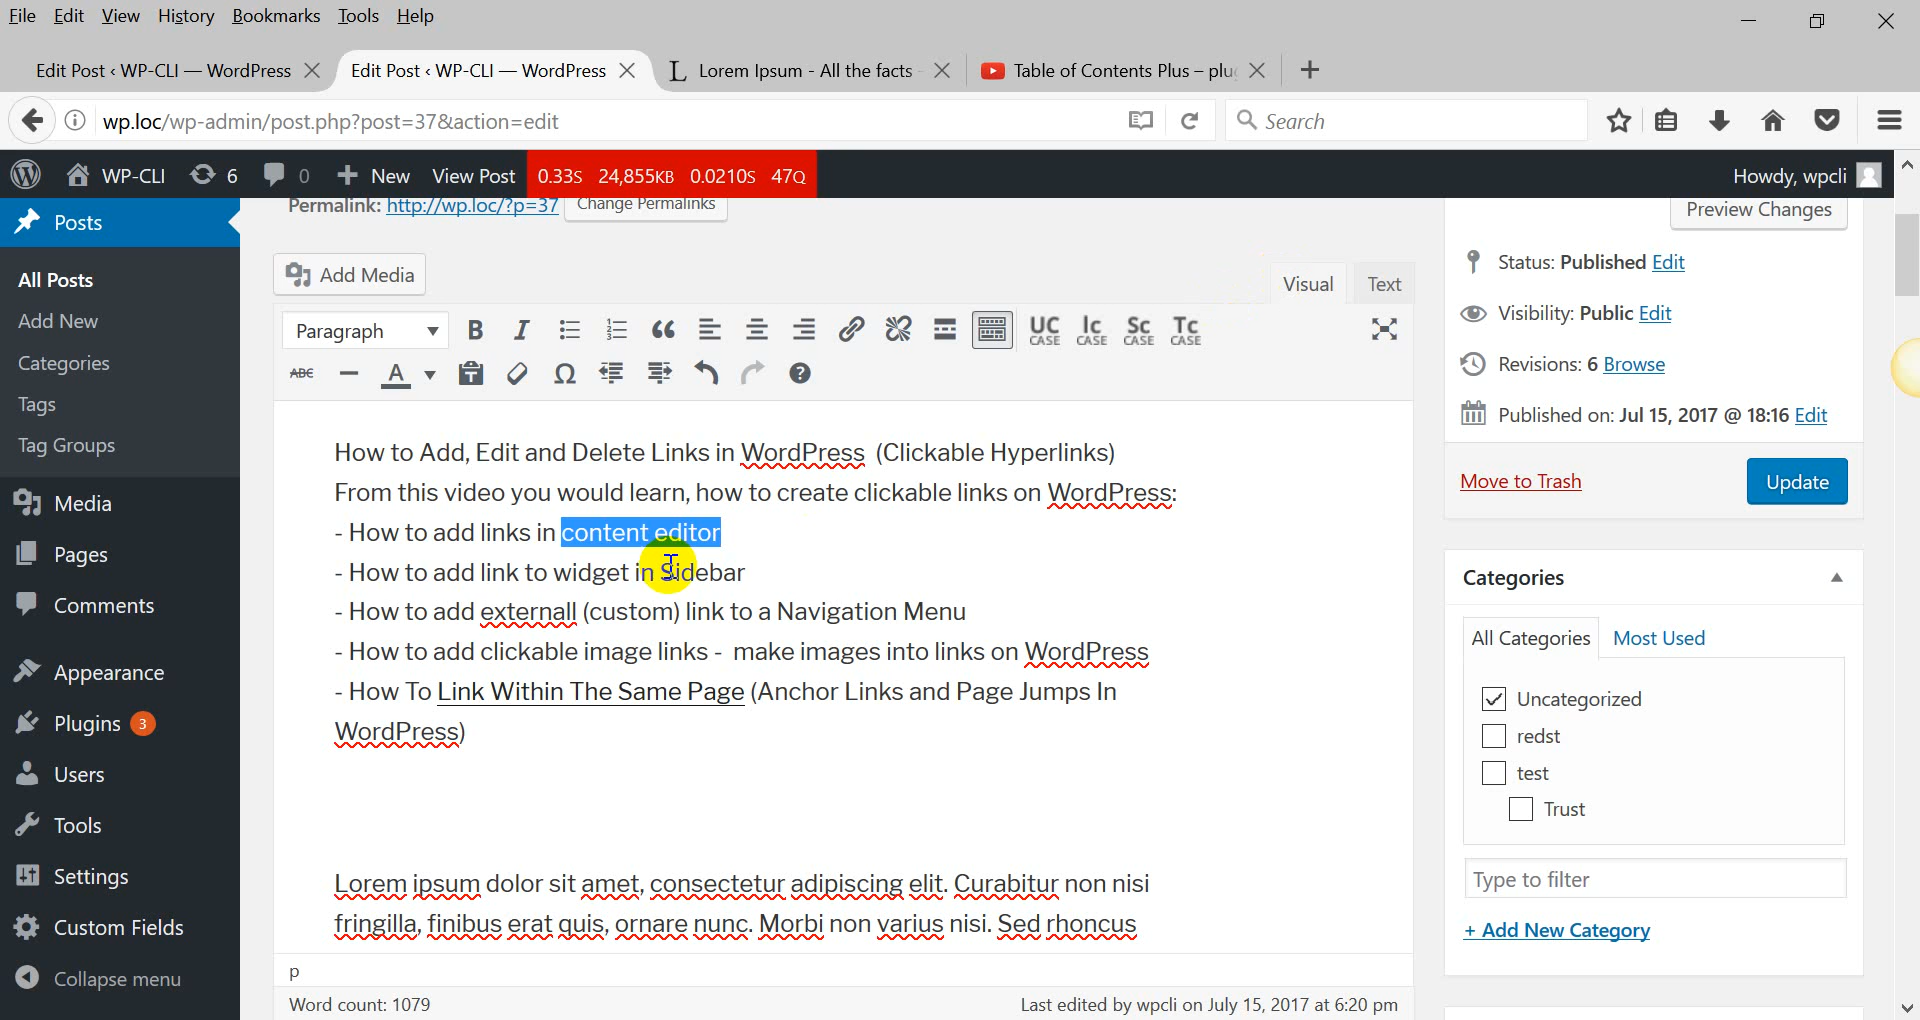 File Edit View History Bookmarks Tools Help
Edit Post ‹ WP-CLI — WordPress Edit Post ‹ WP-CLI — WordPress Lorem Ipsum - All the facts Table of Contents Plus – plu
wp.loc/wp-admin/post.php?post=37&action=edit Search
WP-CLI 6 0 New View Post 0.33S 24,855KB 0.0210S 47Q Howdy, wpcli
Posts
All Posts
Add New
Categories
Tags
Tag Groups
Media
Pages
Comments
Appearance
Plugins 3
Users
Tools
Settings
Custom Fields
Collapse menu
Permalink: http://wp.loc/?p=37 Change Permalinks
Add Media
Visual Text
Paragraph B I UC CASE lc CASE Sc CASE Tc CASE
ABC A Ω
How to Add, Edit and Delete Links in WordPress (Clickable Hyperlinks)
From this video you would learn, how to create clickable links on WordPress:
- How to add links in content editor
- How to add link to widget in Sidebar
- How to add externall (custom) link to a Navigation Menu
- How to add clickable image links - make images into links on WordPress
- How To Link Within The Same Page (Anchor Links and Page Jumps In
WordPress)
Lorem ipsum dolor sit amet, consectetur adipiscing elit. Curabitur non nisi
fringilla, finibus erat quis, ornare nunc. Morbi non varius nisi. Sed rhoncus
p
Word count: 1079 Last edited by wpcli on July 15, 2017 at 6:20 pm
Preview Changes
Status: Published Edit
Visibility: Public Edit
Revisions: 6 Browse
Published on: Jul 15, 2017 @ 18:16 Edit
Move to Trash Update
Categories
All Categories Most Used
Uncategorized
redst
test
Trust
Type to filter
+ Add New Category